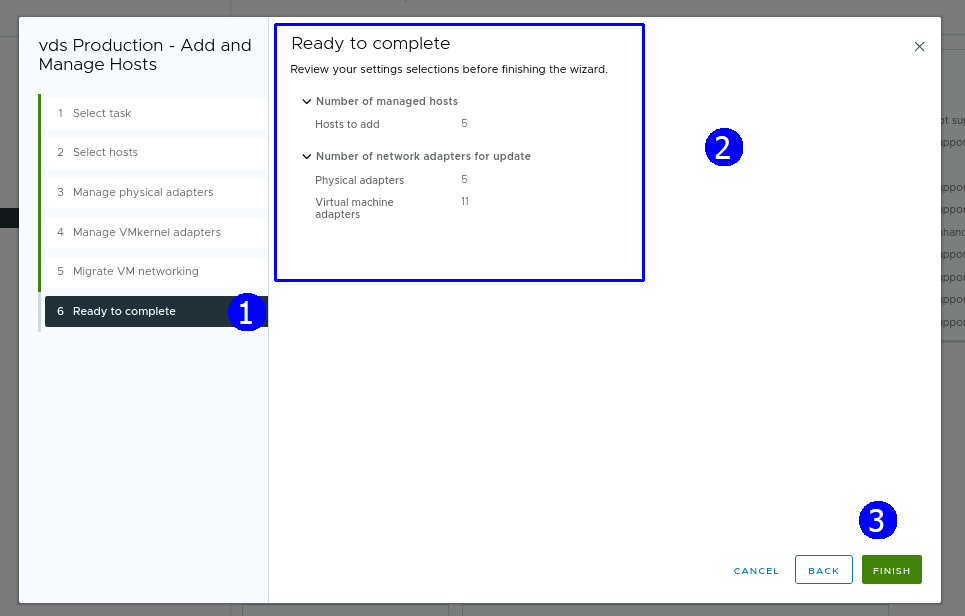 vds Production - Add and
Manage Hosts
1 Select task
2 Select hosts
3 Manage physical adapters
4 Manage VMkernel adapters
5 Migrate VM networking
6 Ready to complete
1
Ready to complete
Review your settings selections before finishing the wizard.
Number of managed hosts
Hosts to add 5
Number of network adapters for update
Physical adapters 5
Virtual machine 11
adapters
2
3
CANCEL BACK FINISH